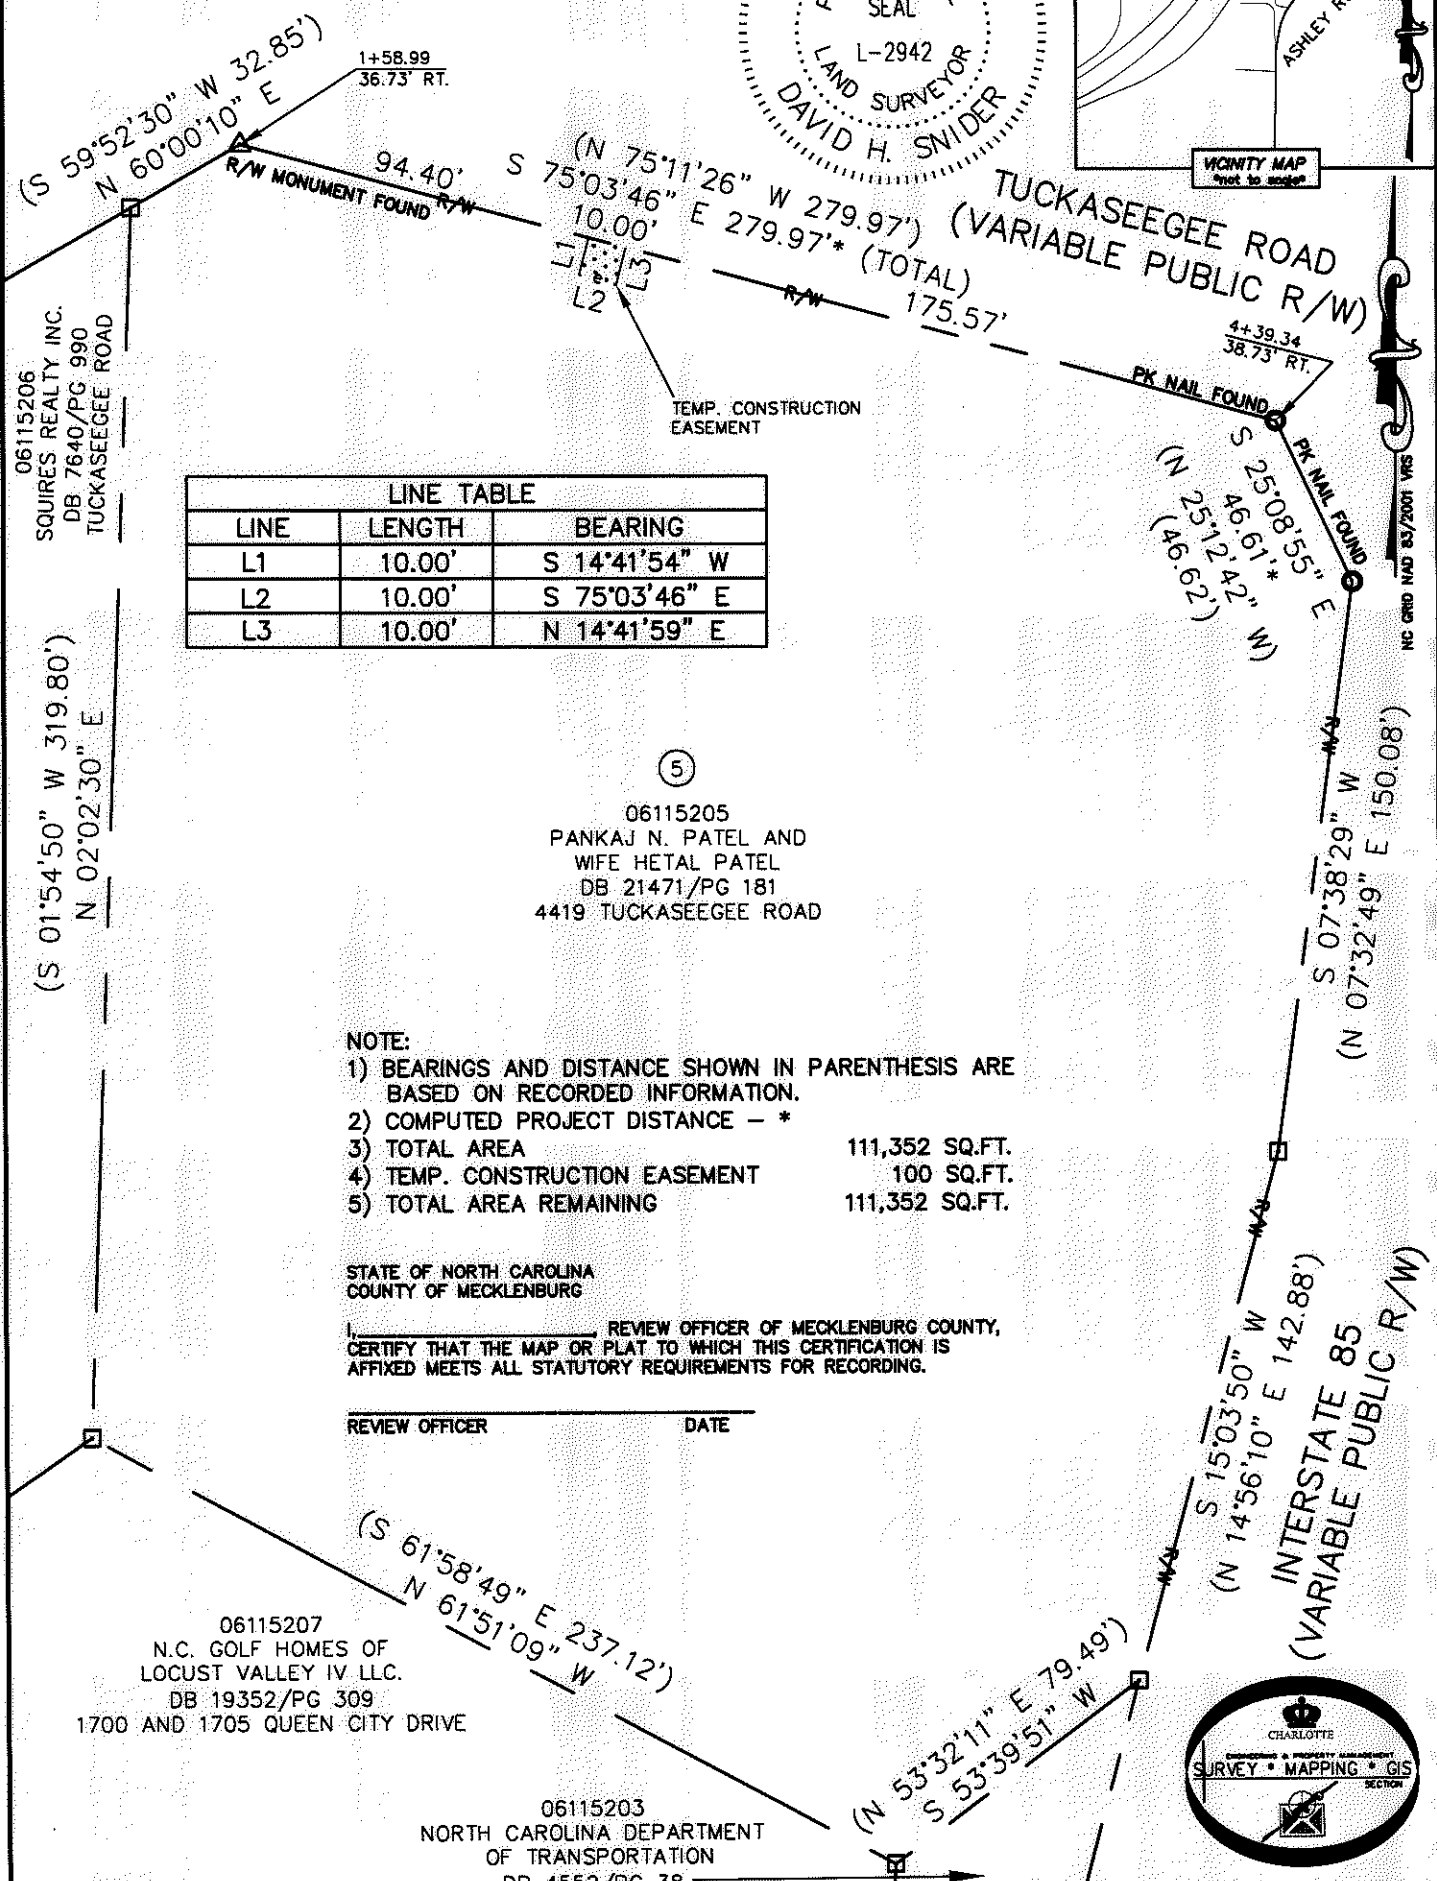 SEAL
L-2942
LAND SURVEYOR
DAVID H. SNIDER
ASHLEY
VICINITY MAP
*not to scale*
(S 59°52'30" W 32.85')
N 60°00'10" E
1+58.99
36.73' RT.
R/W MONUMENT FOUND
94.40'
R/W
(N 75°11'26" W 279.97')
S 75°03'46" E 279.97'* (TOTAL)
10.00'
L1
L2
L3
R/W
175.57'
TUCKASEEGEE ROAD
(VARIABLE PUBLIC R/W)
4+39.34
38.73' RT.
PK NAIL FOUND
PK NAIL FOUND
TEMP. CONSTRUCTION
EASEMENT
S 25°08'55" E
46.61'*
(N 25°12'42" W)
(46.62')
NC GRID NAD 83/2001 VRS
06115206
SQUIRES REALTY INC.
DB 7640/PG 990
TUCKASEEGEE ROAD
LINE TABLE
LINE LENGTH BEARING
L1 10.00' S 14°41'54" W
L2 10.00' S 75°03'46" E
L3 10.00' N 14°41'59" E
(S 01°54'50" W 319.80')
N 02°02'30" E
5
06115205
PANKAJ N. PATEL AND
WIFE HETAL PATEL
DB 21471/PG 181
4419 TUCKASEEGEE ROAD
R/W
S 07°38'29" W
(N 07°32'49" E 150.08')
NOTE:
1) BEARINGS AND DISTANCE SHOWN IN PARENTHESIS ARE
BASED ON RECORDED INFORMATION.
2) COMPUTED PROJECT DISTANCE – *
3) TOTAL AREA 111,352 SQ.FT.
4) TEMP. CONSTRUCTION EASEMENT 100 SQ.FT.
5) TOTAL AREA REMAINING 111,352 SQ.FT.
STATE OF NORTH CAROLINA
COUNTY OF MECKLENBURG
I, REVIEW OFFICER OF MECKLENBURG COUNTY,
CERTIFY THAT THE MAP OR PLAT TO WHICH THIS CERTIFICATION IS
AFFIXED MEETS ALL STATUTORY REQUIREMENTS FOR RECORDING.
REVIEW OFFICER DATE
R/W
S 15°03'50" W
(N 14°56'10" E 142.88')
R/W
INTERSTATE 85
(VARIABLE PUBLIC R/W)
(S 61°58'49" E 237.12')
N 61°51'09" W
06115207
N.C. GOLF HOMES OF
LOCUST VALLEY IV LLC.
DB 19352/PG 309
1700 AND 1705 QUEEN CITY DRIVE
(N 53°32'11" E 79.49')
S 53°39'51" W
CHARLOTTE
ENGINEERING & PROPERTY MANAGEMENT
SURVEY * MAPPING * GIS
SECTION
06115203
NORTH CAROLINA DEPARTMENT
OF TRANSPORTATION
DB 4552/PG 38